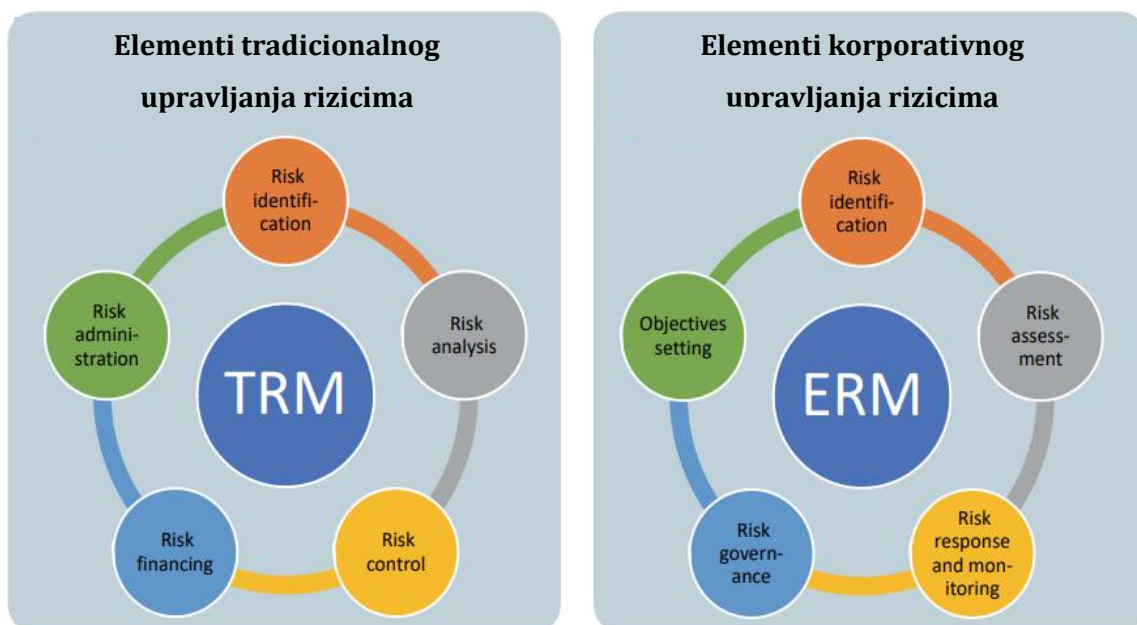 Elementi tradicionalnog
upravljanja rizicima
Risk
identifi-
cation
Risk
analysis
Risk
control
Risk
financing
Risk
admini-
stration
TRM
Elementi korporativnog
upravljanja rizicima
Risk
identifi-
cation
Risk
assess-
ment
Risk
response
and mon-
itoring
Risk
govern-
ance
Objectives
setting
ERM